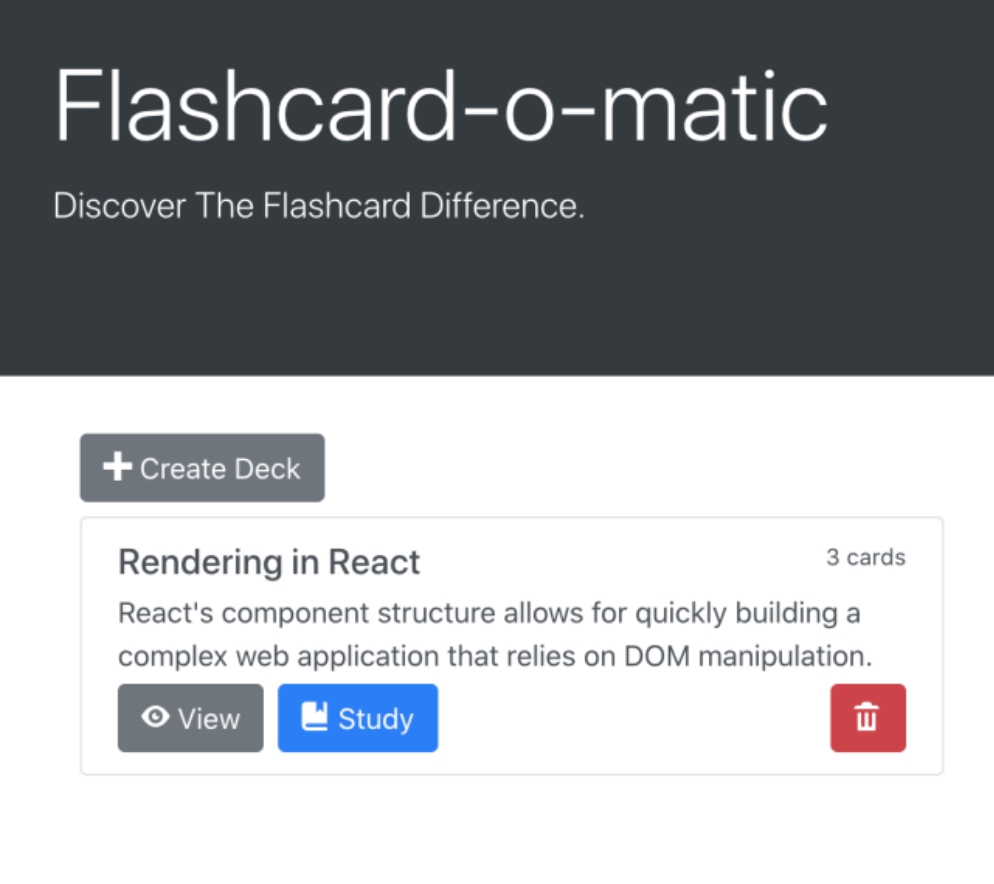 Flashcard-o-matic
Discover The Flashcard Difference.
Create Deck
Rendering in React
3 cards
React's component structure allows for quickly building a
complex web application that relies on DOM manipulation.
View
Study